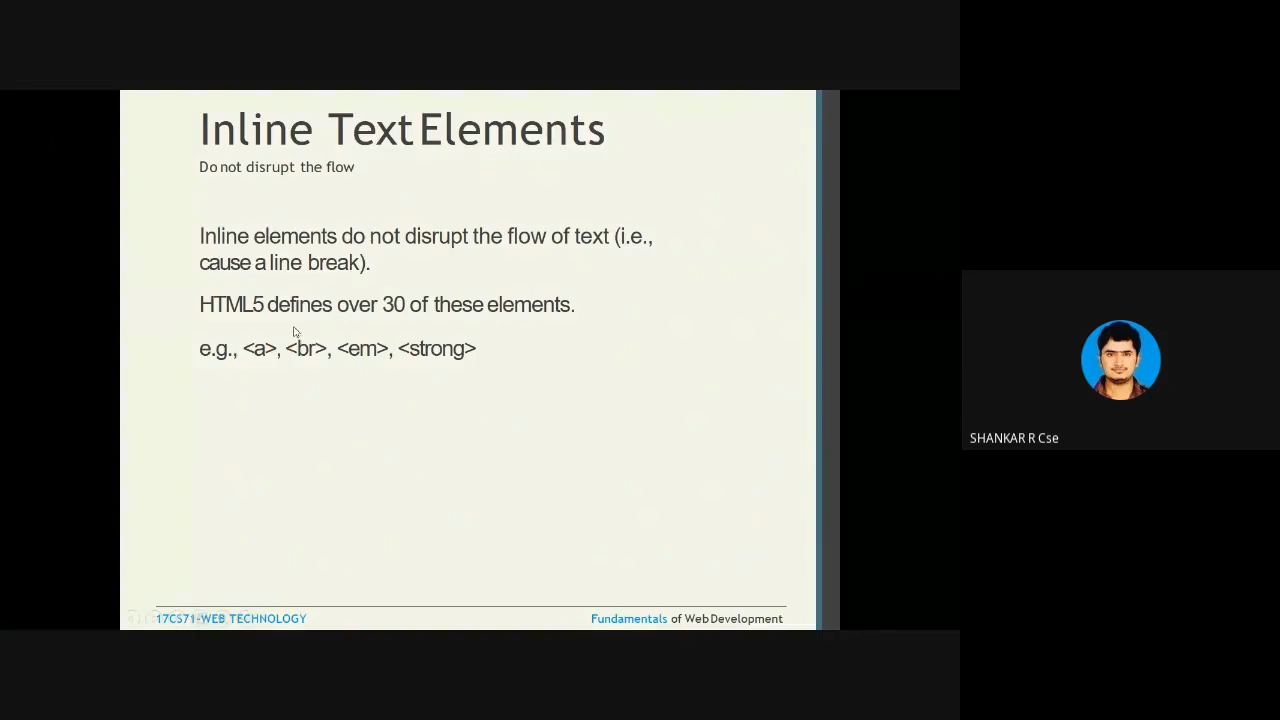 Inline Text Elements
Do not disrupt the flow
Inline elements do not disrupt the flow of text (i.e.,
cause a line break).
HTML5 defines over 30 of these elements.
e.g., <a>, <br>, <em>, <strong>
SHANKAR R Cse
17CS71-WEB TECHNOLOGY
Fundamentals of Web Development